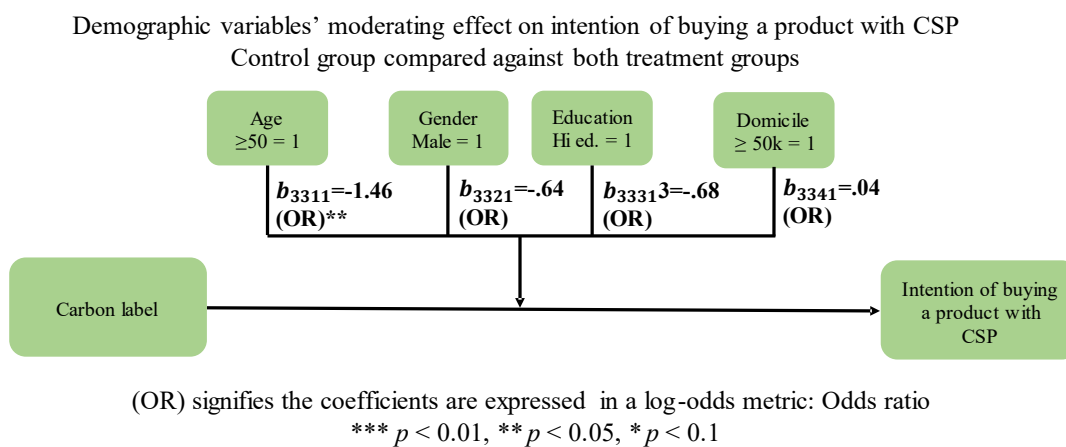 Demographic variables' moderating effect on intention of buying a product with CSP
Control group compared against both treatment groups
Age
≥50 = 1
Gender
Male = 1
Education
Hi ed. = 1
Domicile
≥ 50k = 1
b₃₃₁₁=-1.46
(OR)**
b₃₃₂₁=-.64
(OR)
b₃₃₃₁3=-.68
(OR)
b₃₃₄₁=.04
(OR)
Carbon label
Intention of buying
a product with
CSP
(OR) signifies the coefficients are expressed in a log-odds metric: Odds ratio
*** p < 0.01, ** p < 0.05, * p < 0.1